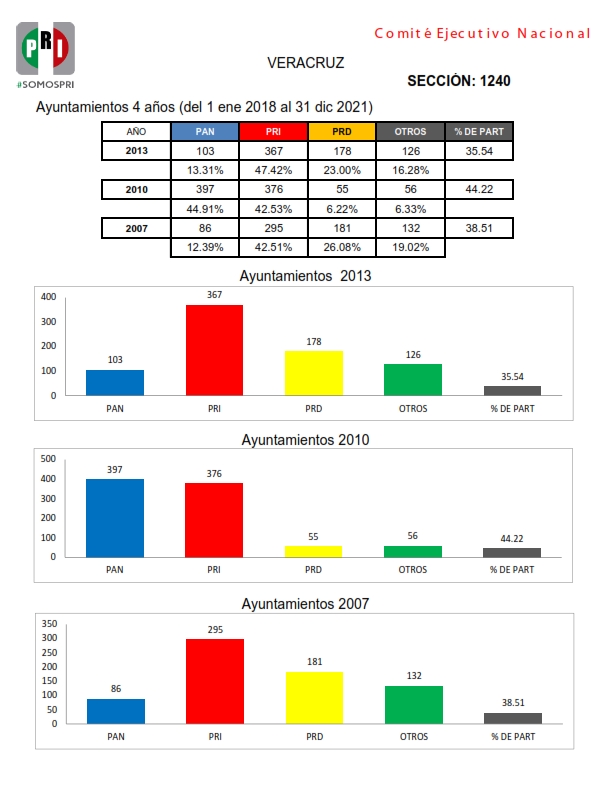 Comité Ejecutivo Nacional
PRI
#SOMOSPRI
VERACRUZ
SECCIÓN: 1240
Ayuntamientos 4 años (del 1 ene 2018 al 31 dic 2021)
AÑO PAN PRI PRD OTROS % DE PART
2013 103 367 178 126 35.54
13.31% 47.42% 23.00% 16.28%
2010 397 376 55 56 44.22
44.91% 42.53% 6.22% 6.33%
2007 86 295 181 132 38.51
12.39% 42.51% 26.08% 19.02%
Ayuntamientos 2013
400
300
200
100
0
103 367 178 126 35.54
PAN PRI PRD OTROS % DE PART
Ayuntamientos 2010
500
400
300
200
100
0
397 376 55 56 44.22
PAN PRI PRD OTROS % DE PART
Ayuntamientos 2007
350
300
250
200
150
100
50
0
86 295 181 132 38.51
PAN PRI PRD OTROS % DE PART